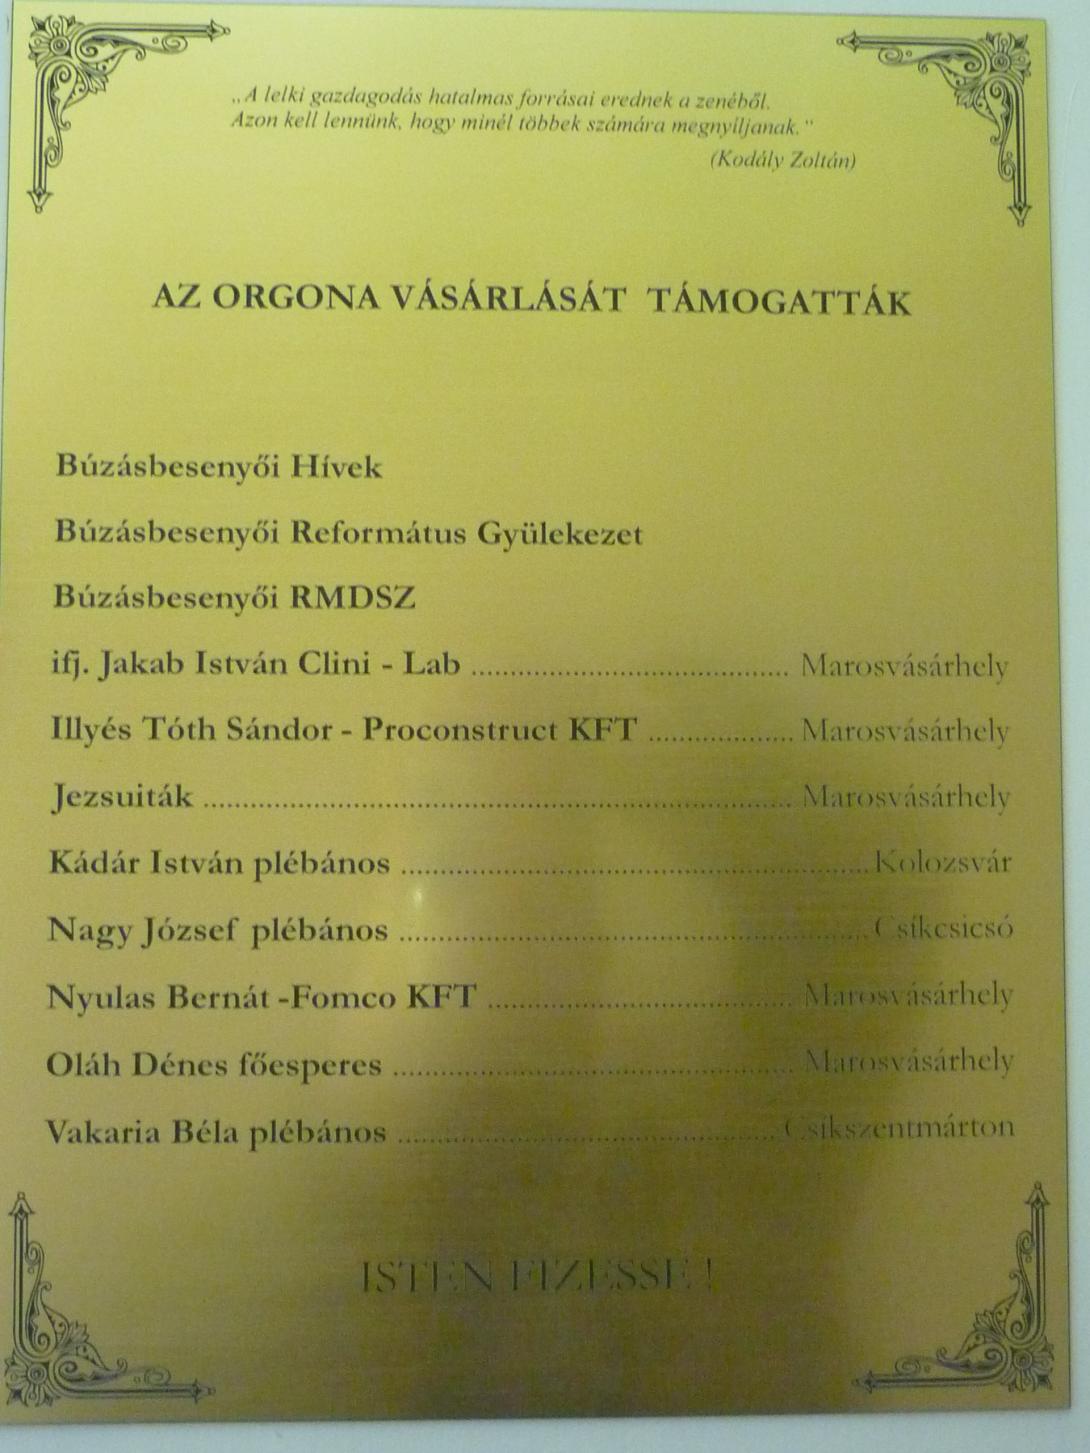 „A lelki gazdagodás hatalmas forrásai erednek a zenéből.
Azon kell lennünk, hogy minél többek számára megnyíljanak.“
(Kodály Zoltán)
AZ ORGONA VÁSÁRLÁSÁT TÁMOGATTÁK
Búzásbesenyői Hívek
Búzásbesenyői Református Gyülekezet
Búzásbesenyői RMDSZ
ifj. Jakab István Clini - Lab ........................................ Marosvásárhely
Illyés Tóth Sándor - Proconstruct KFT .................. Marosvásárhely
Jezsuiták .......................................................................... Marosvásárhely
Kádár István plébános ........................................................... Kolozsvár
Nagy József plébános ........................................................... Csíkcsicsó
Nyulas Bernát -Fomco KFT ...................................... Marosvásárhely
Oláh Dénes főesperes .................................................. Marosvásárhely
Vakaria Béla plébános ............................................... Csíkszentmárton
ISTEN FIZESSE !